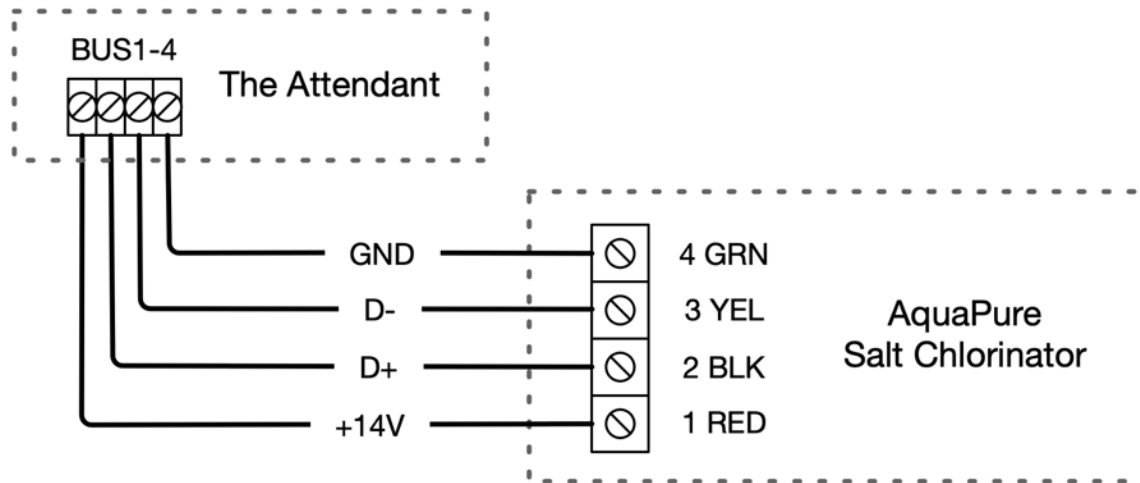 BUS1-4
The Attendant
GND
4 GRN
D-
3 YEL
AquaPure
Salt Chlorinator
D+
2 BLK
+14V
1 RED